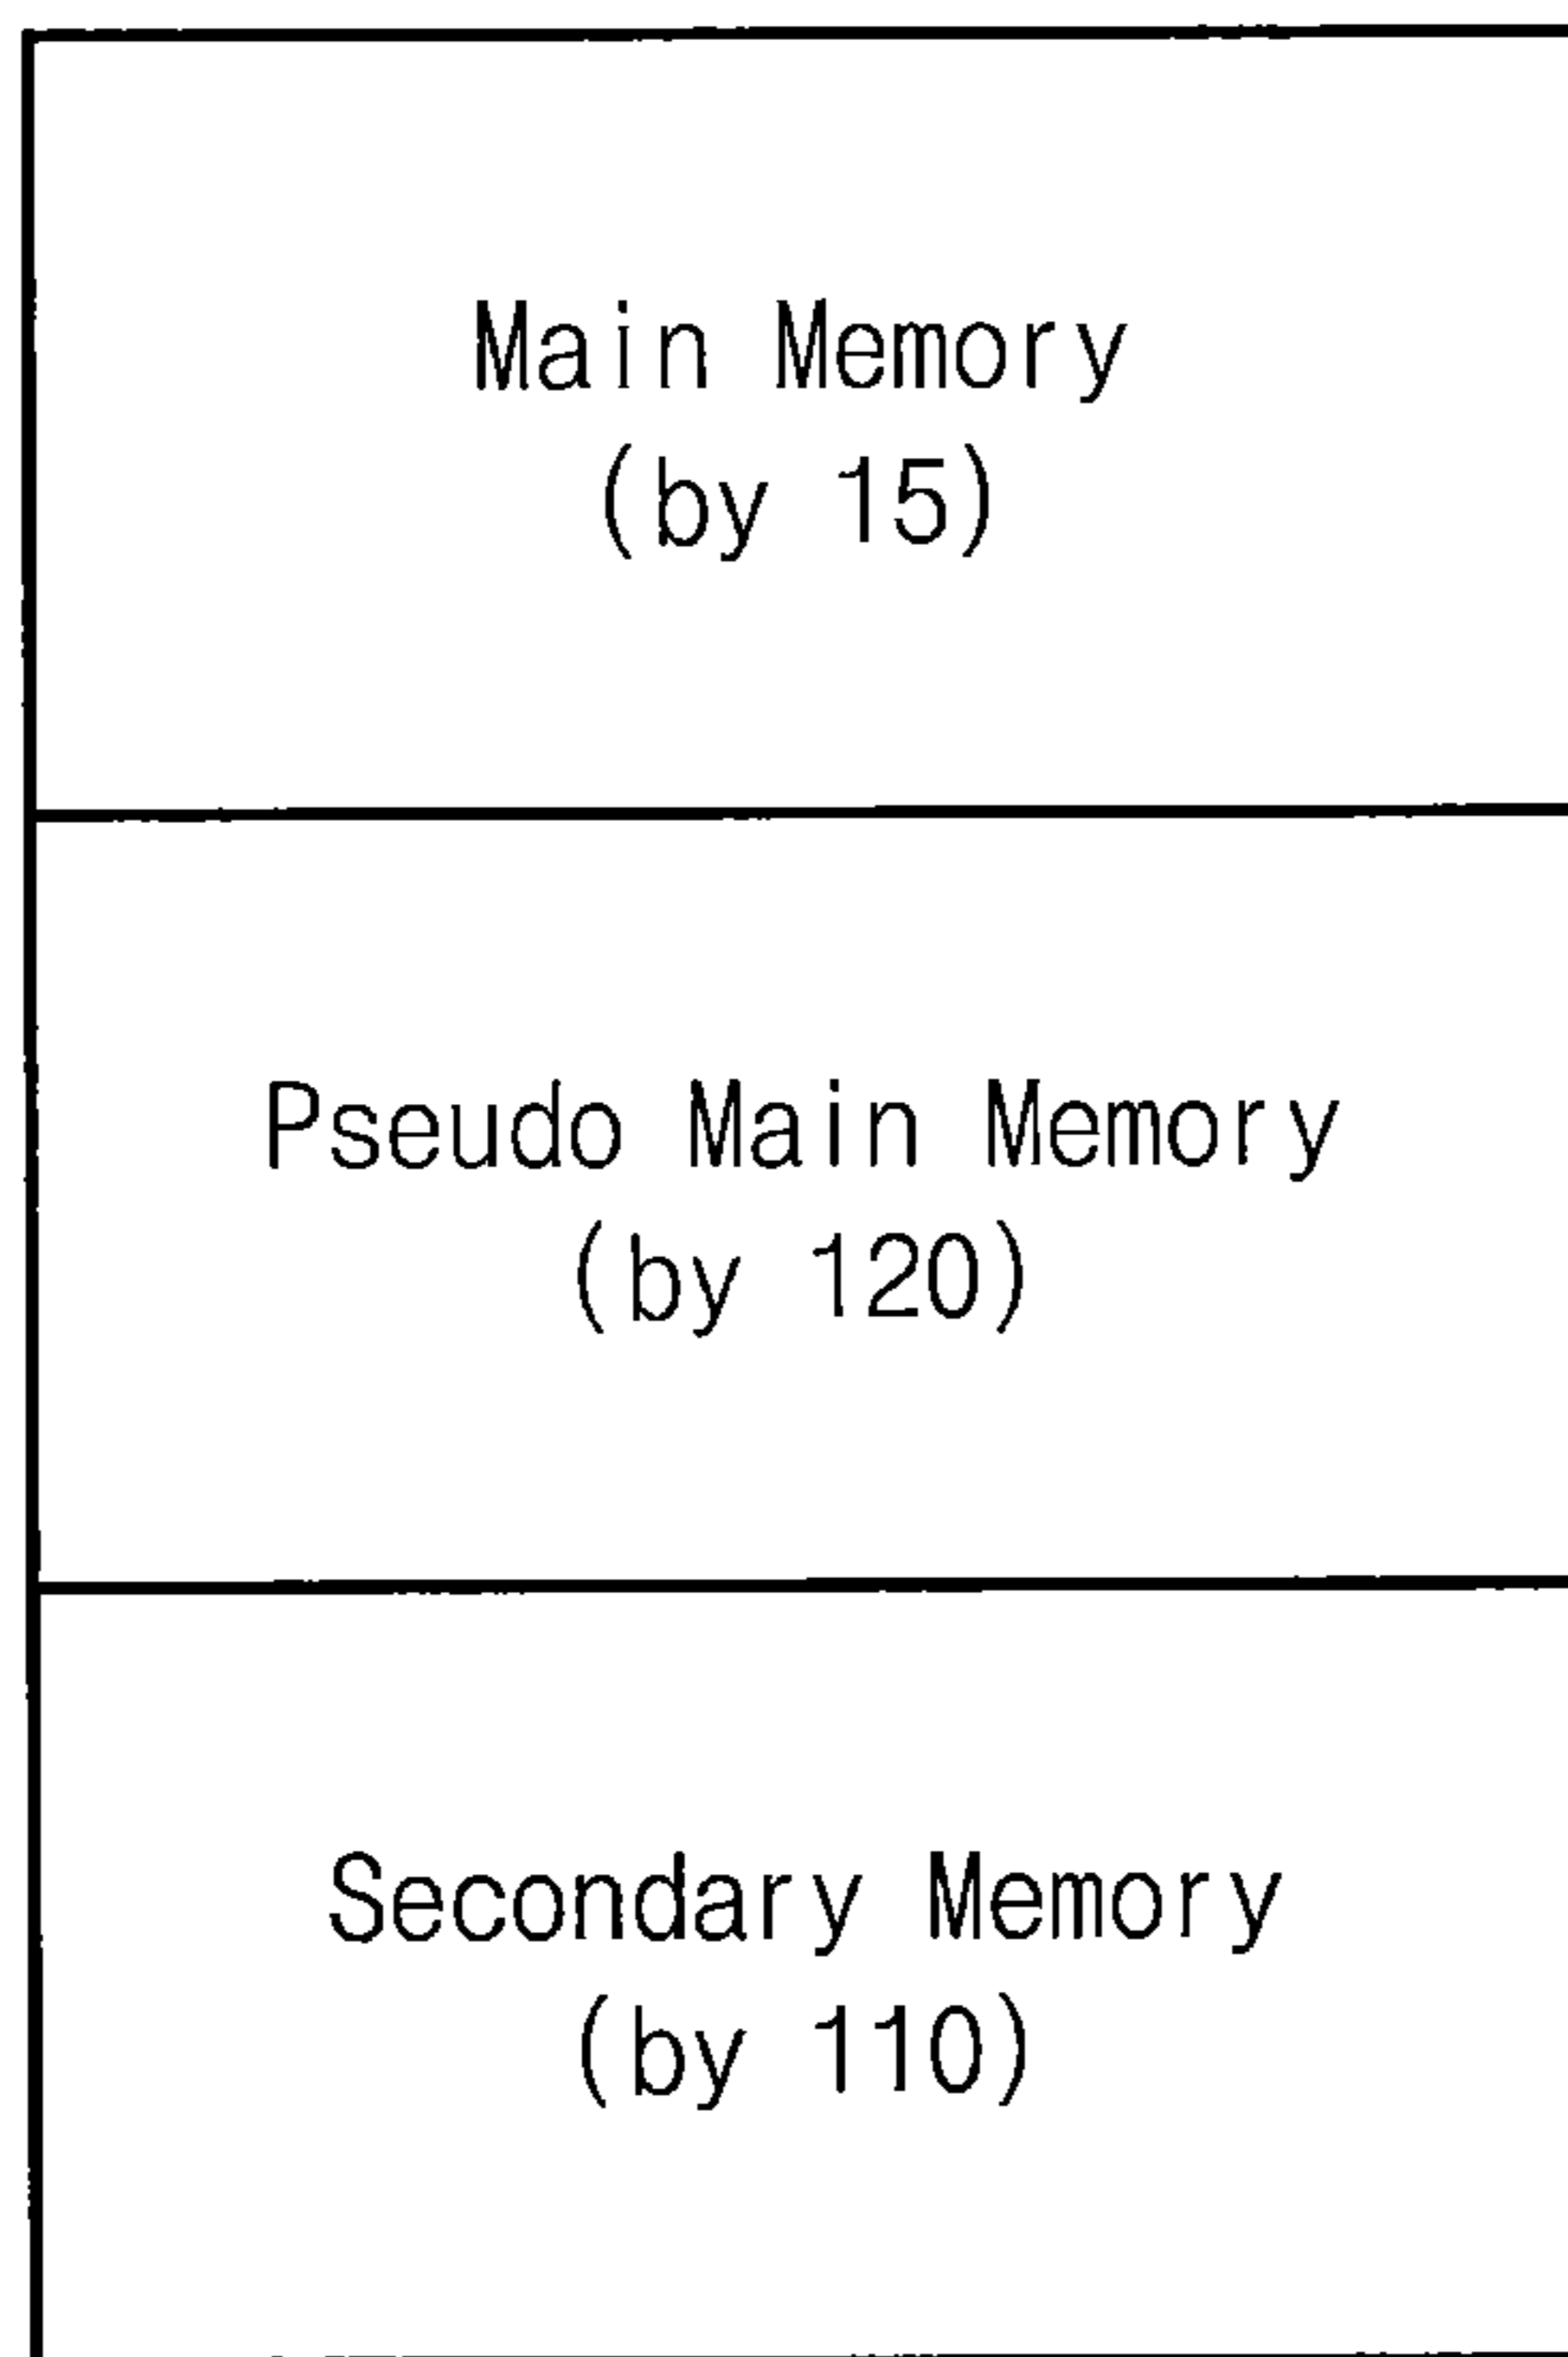 Main Memory
(by 15)
Pseudo Main Memory
(by 120)
Secondary Memory
(by 110)